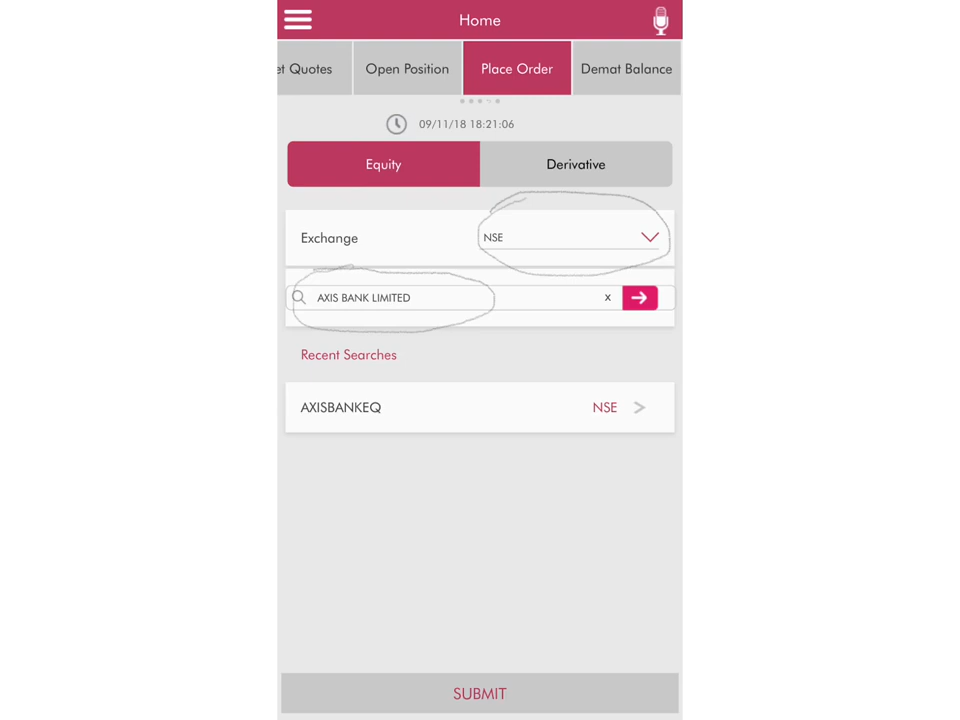 Home
et Quotes Open Position Place Order Demat Balance
09/11/18 18:21:06
Equity Derivative
Exchange NSE
AXIS BANK LIMITED x
Recent Searches
AXISBANKEQ NSE >
SUBMIT